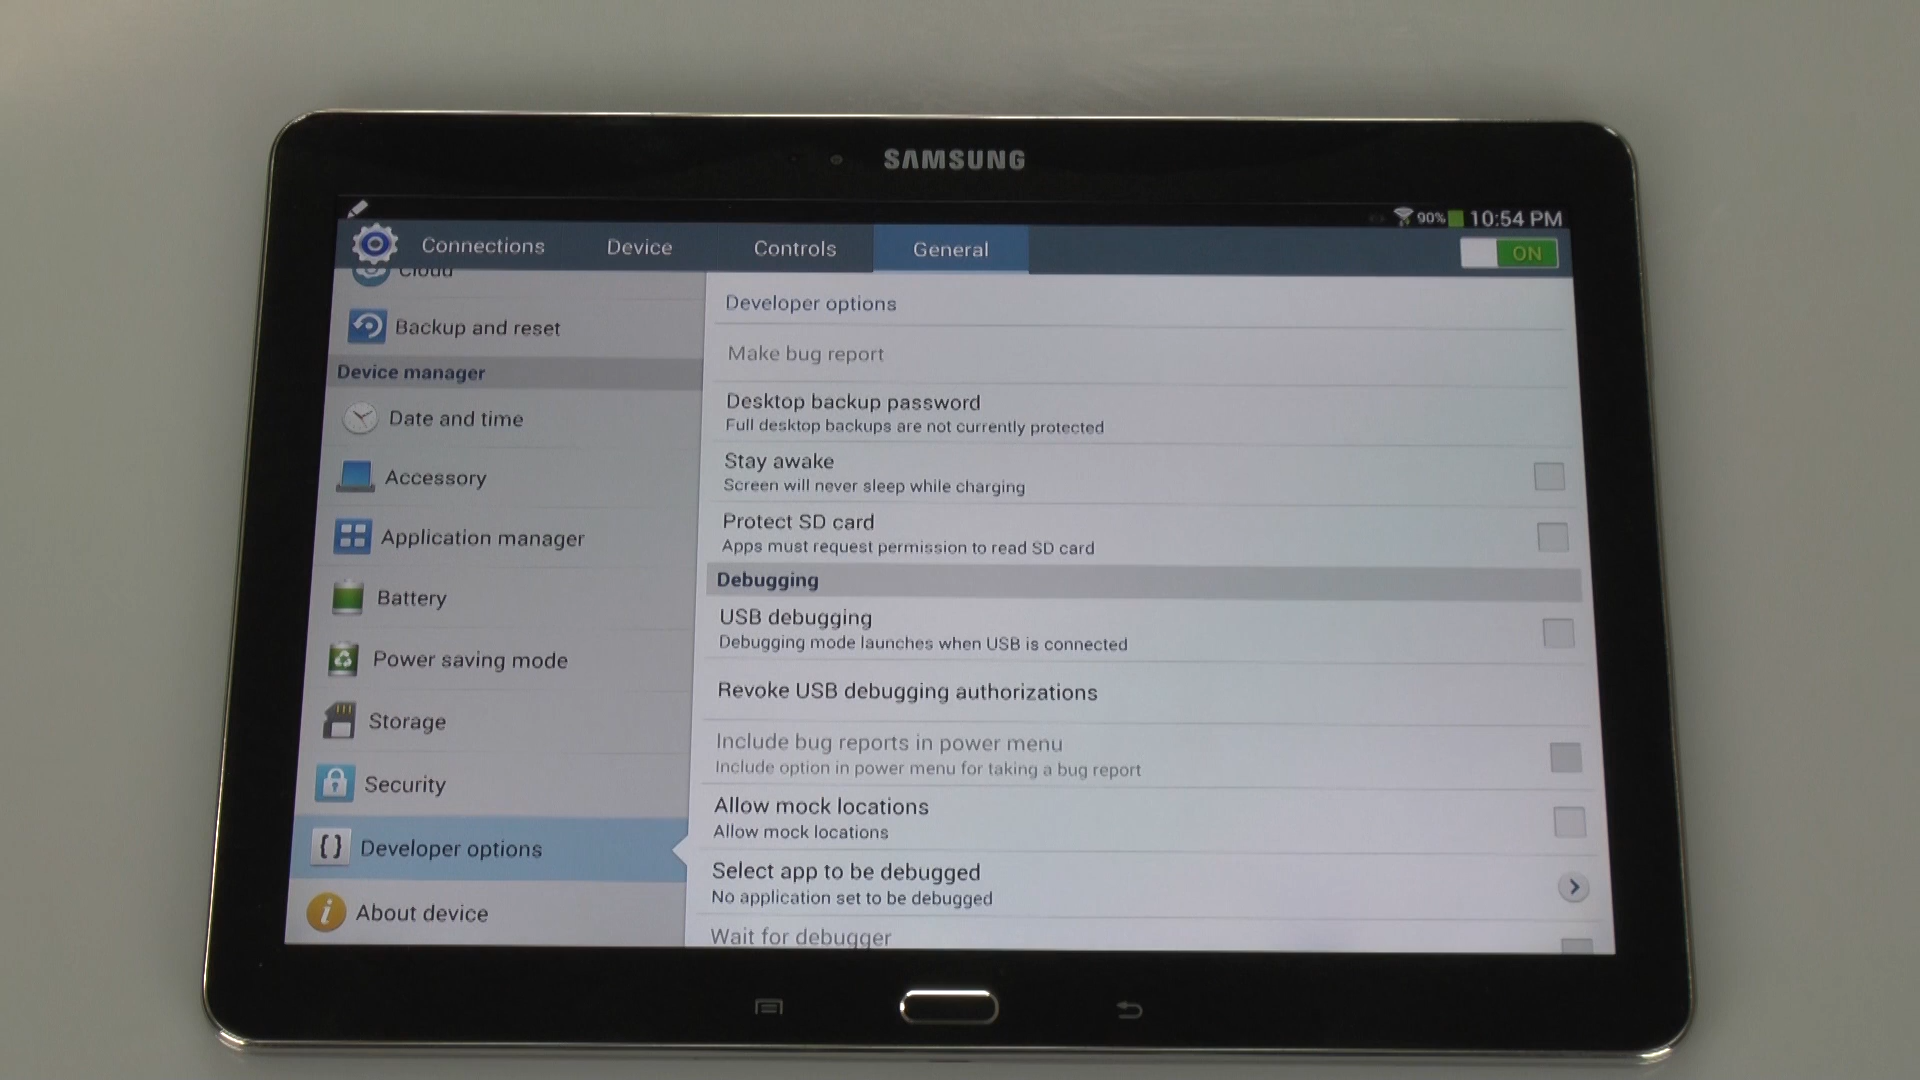 SAMSUNG
90% 10:54 PM
Connections Device Controls General ON
Cloud
Backup and reset
Device manager
Date and time
Accessory
Application manager
Battery
Power saving mode
Storage
Security
{} Developer options
i About device
Developer options
Make bug report
Desktop backup password
Full desktop backups are not currently protected
Stay awake
Screen will never sleep while charging
Protect SD card
Apps must request permission to read SD card
Debugging
USB debugging
Debugging mode launches when USB is connected
Revoke USB debugging authorizations
Include bug reports in power menu
Include option in power menu for taking a bug report
Allow mock locations
Allow mock locations
Select app to be debugged
No application set to be debugged
Wait for debugger